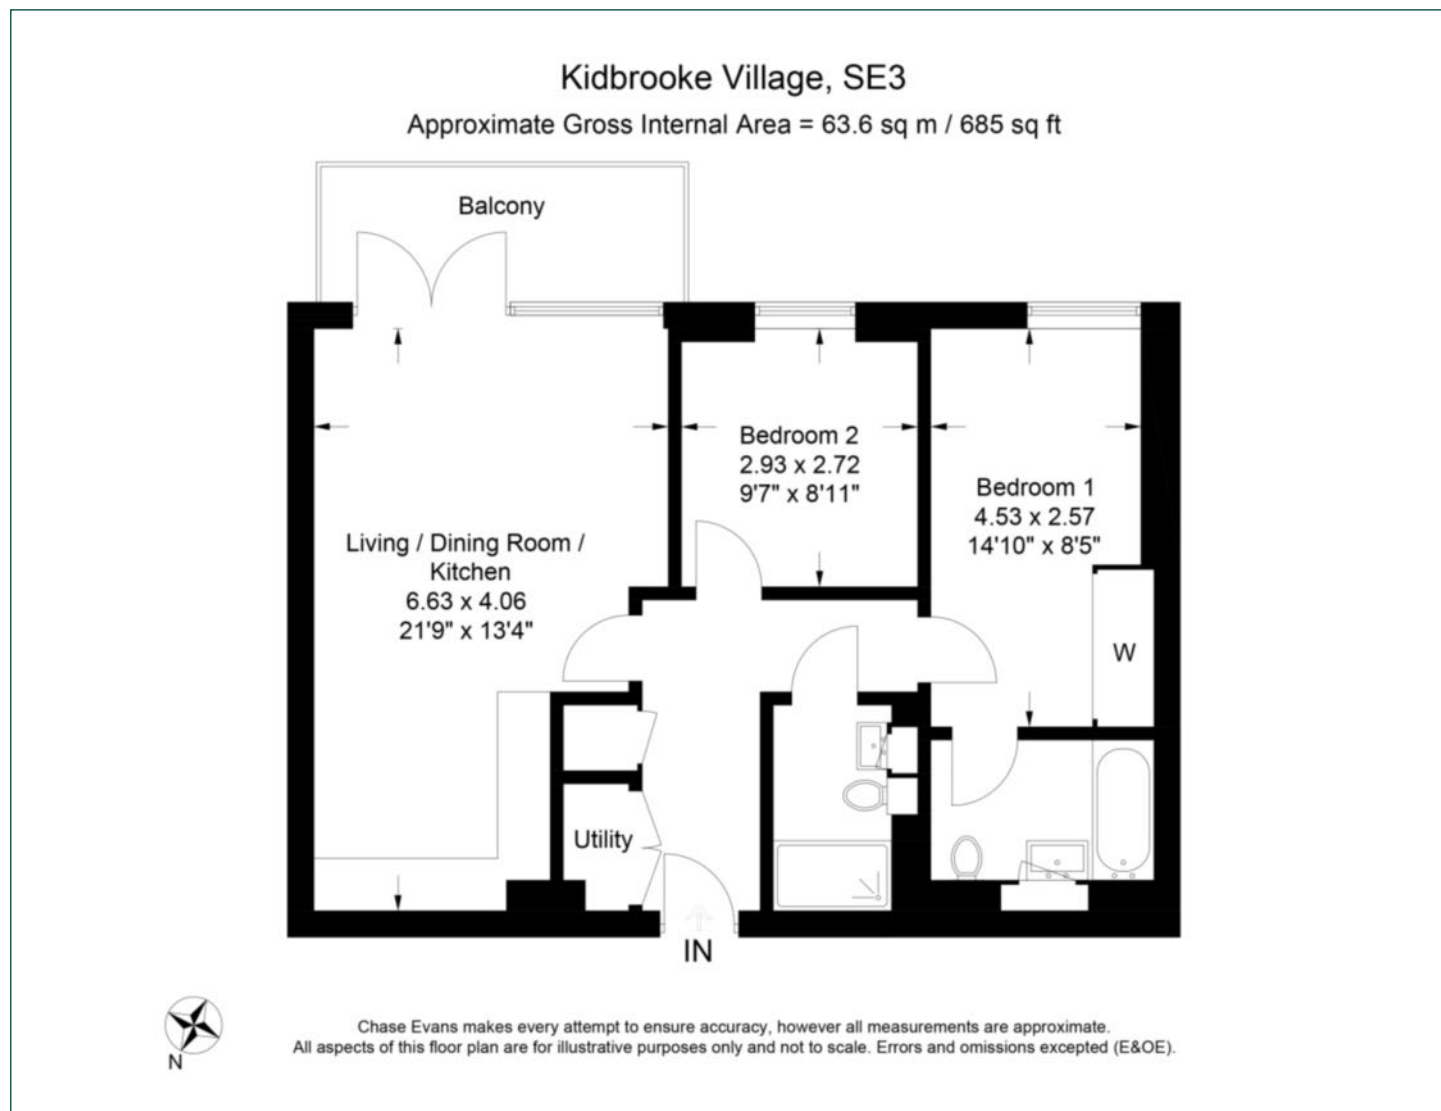 Kidbrooke Village, SE3
Approximate Gross Internal Area = 63.6 sq m / 685 sq ft
Balcony
Bedroom 2
2.93 x 2.72
9'7" x 8'11"
Bedroom 1
4.53 x 2.57
14'10" x 8'5"
Living / Dining Room /
Kitchen
6.63 x 4.06
21'9" x 13'4"
W
Utility
IN
N
Chase Evans makes every attempt to ensure accuracy, however all measurements are approximate.
All aspects of this floor plan are for illustrative purposes only and not to scale. Errors and omissions excepted (E&OE).